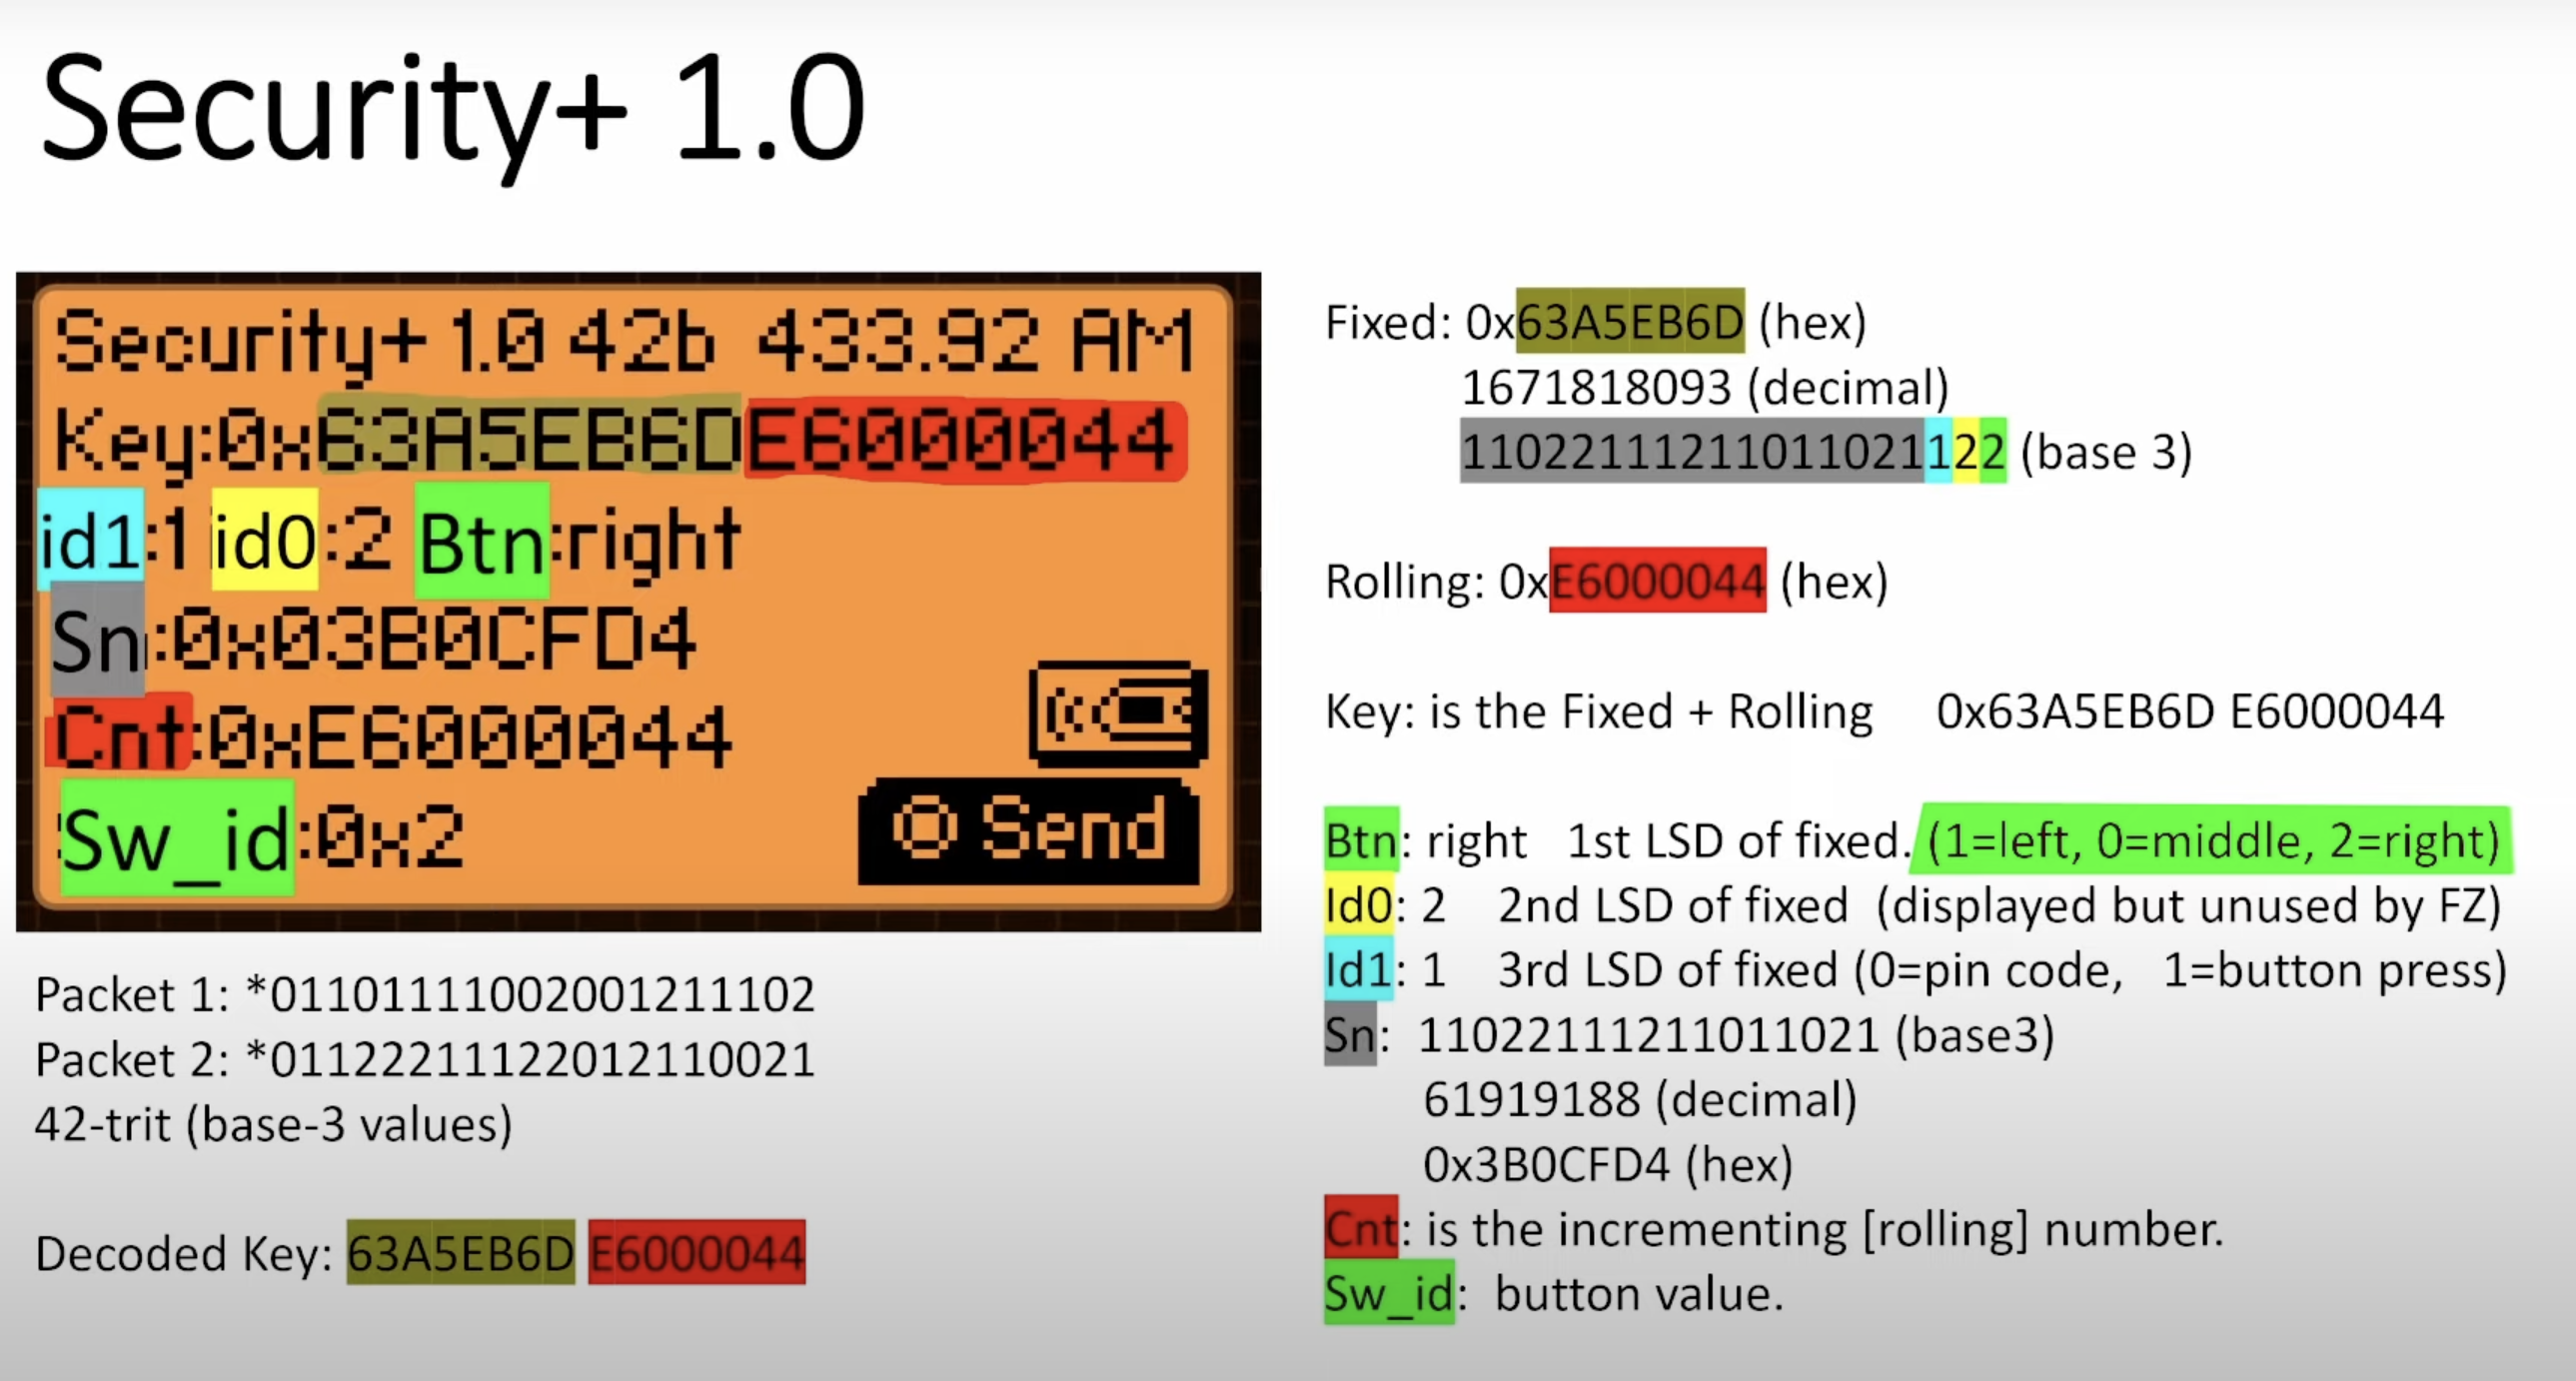 Security+ 1.0
Security+ 1.0 42b 433.92 AM
Key:0x63A5EB6DE6000044
id1:1 id0:2 Btn:right
Sn:0x03B0CFD4
Cnt:0xE6000044
Sw_id:0x2
Send
Packet 1: *01101111002001211102
Packet 2: *01122211122012110021
42-trit (base-3 values)
Decoded Key: 63A5EB6D E6000044
Fixed: 0x63A5EB6D (hex)
1671818093 (decimal)
11022111211011021122 (base 3)
Rolling: 0xE6000044 (hex)
Key: is the Fixed + Rolling 0x63A5EB6D E6000044
Btn: right 1st LSD of fixed. (1=left, 0=middle, 2=right)
Id0: 2 2nd LSD of fixed (displayed but unused by FZ)
Id1: 1 3rd LSD of fixed (0=pin code, 1=button press)
Sn: 11022111211011021 (base3)
61919188 (decimal)
0x3B0CFD4 (hex)
Cnt: is the incrementing [rolling] number.
Sw_id: button value.